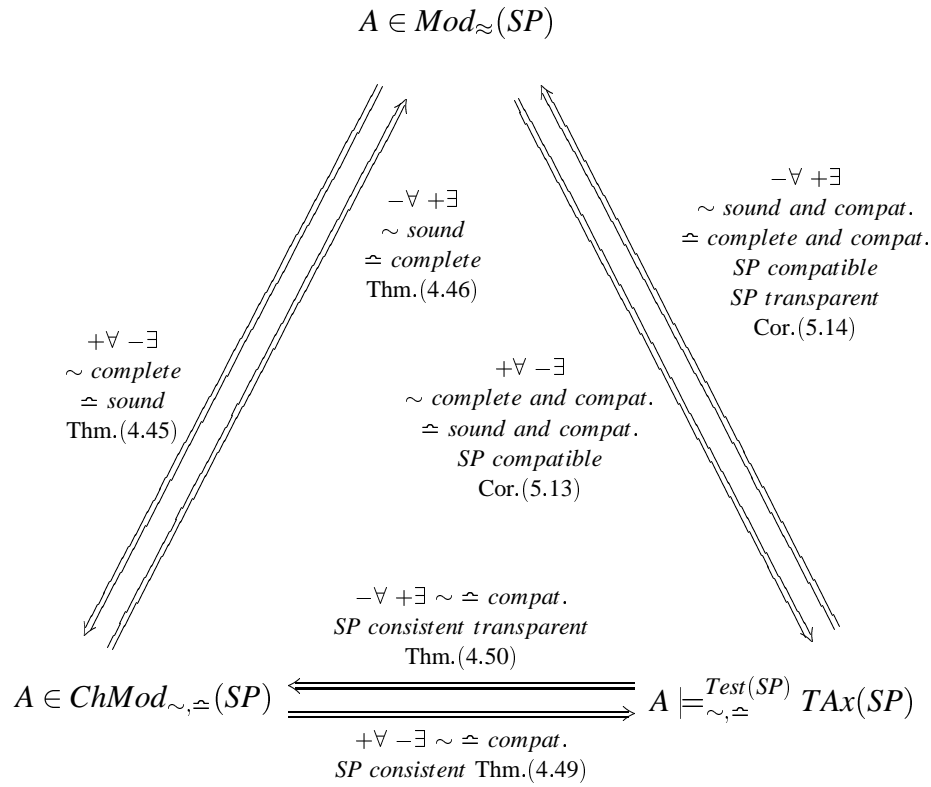 A ∈ Mod≈(SP)
−∀ +∃
∼ sound
≏ complete
Thm.(4.46)
−∀ +∃
∼ sound and compat.
≏ complete and compat.
SP compatible
SP transparent
Cor.(5.14)
+∀ −∃
∼ complete
≏ sound
Thm.(4.45)
+∀ −∃
∼ complete and compat.
≏ sound and compat.
SP compatible
Cor.(5.13)
−∀ +∃ ∼ ≏ compat.
SP consistent transparent
Thm.(4.50)
A ∈ ChMod∼,≏(SP)
A ⊨∼,≏^Test(SP) TAx(SP)
+∀ −∃ ∼ ≏ compat.
SP consistent Thm.(4.49)